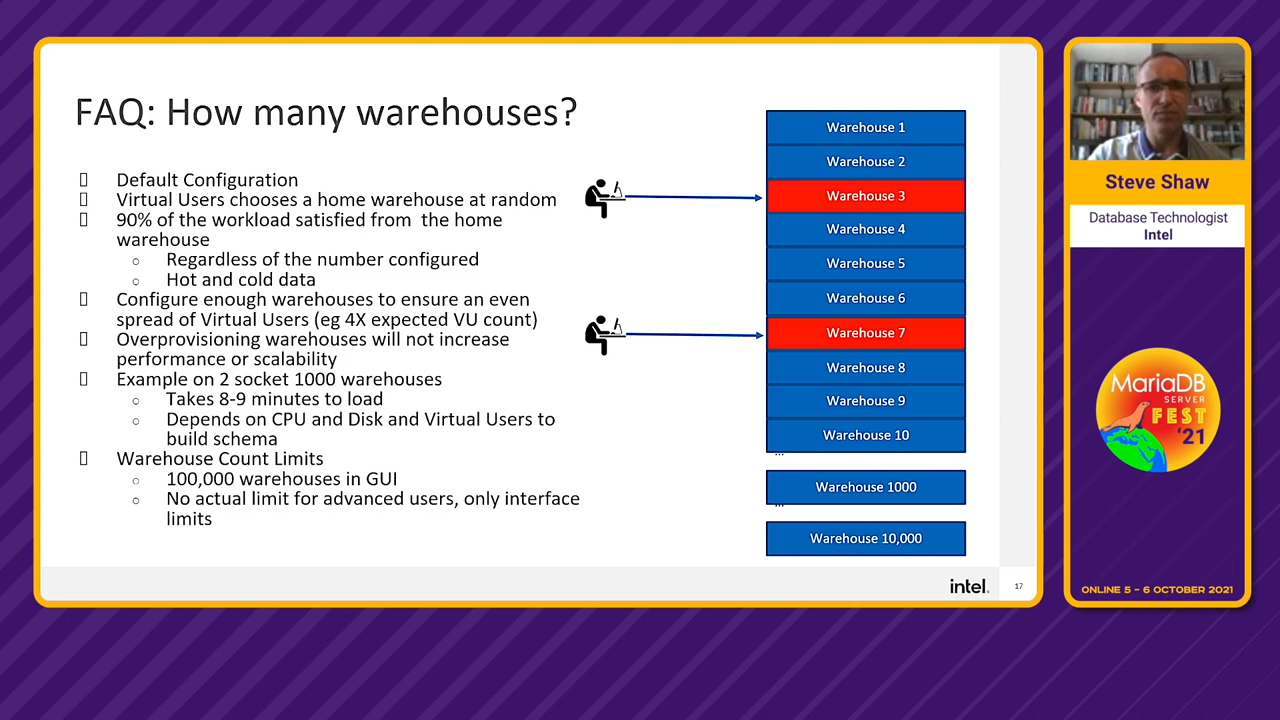 FAQ: How many warehouses?
Default Configuration
Virtual Users chooses a home warehouse at random
90% of the workload satisfied from the home
warehouse
Regardless of the number configured
Hot and cold data
Configure enough warehouses to ensure an even
spread of Virtual Users (eg 4X expected VU count)
Overprovisioning warehouses will not increase
performance or scalability
Example on 2 socket 1000 warehouses
Takes 8-9 minutes to load
Depends on CPU and Disk and Virtual Users to
build schema
Warehouse Count Limits
100,000 warehouses in GUI
No actual limit for advanced users, only interface
limits
Warehouse 1
Warehouse 2
Warehouse 3
Warehouse 4
Warehouse 5
Warehouse 6
Warehouse 7
Warehouse 8
Warehouse 9
Warehouse 10
...
Warehouse 1000
...
Warehouse 10,000
intel.
17
Steve Shaw
Database Technologist
Intel
MariaDB
SERVER
FEST
'21
ONLINE 5 - 6 OCTOBER 2021